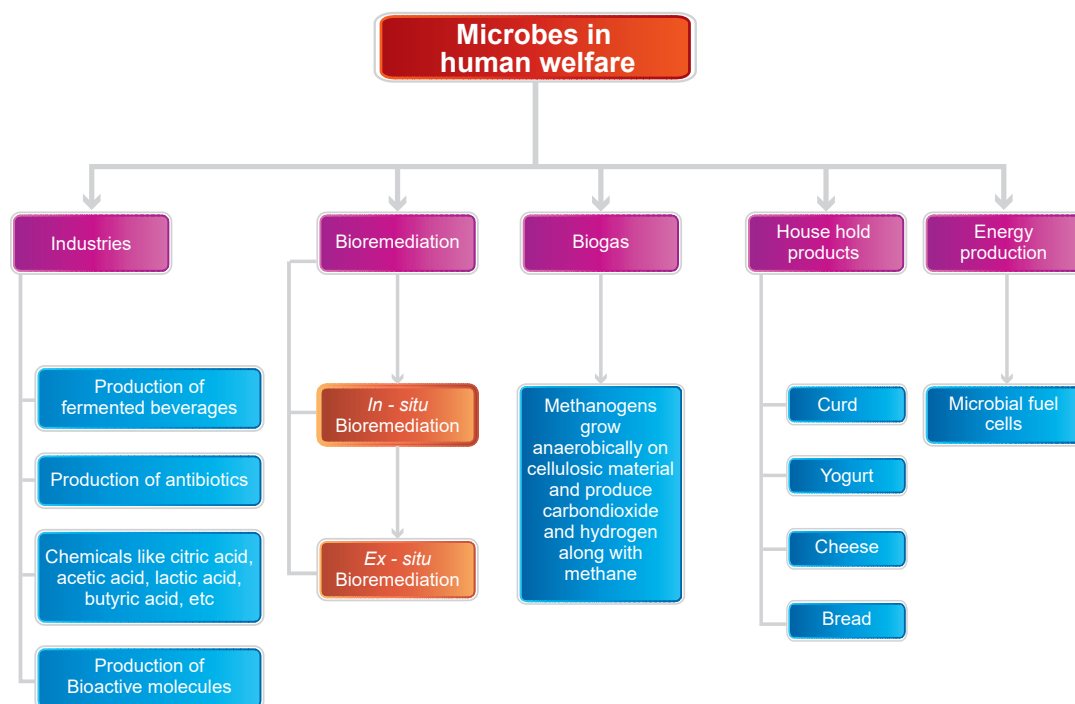 Microbes in
human welfare
Industries
Bioremediation
Biogas
House hold
products
Energy
production
Production of
fermented beverages
Production of antibiotics
Chemicals like citric acid,
acetic acid, lactic acid,
butyric acid, etc
Production of
Bioactive molecules
In - situ
Bioremediation
Ex - situ
Bioremediation
Methanogens
grow
anaerobically on
cellulosic material
and produce
carbondioxide
and hydrogen
along with
methane
Curd
Yogurt
Cheese
Bread
Microbial fuel
cells